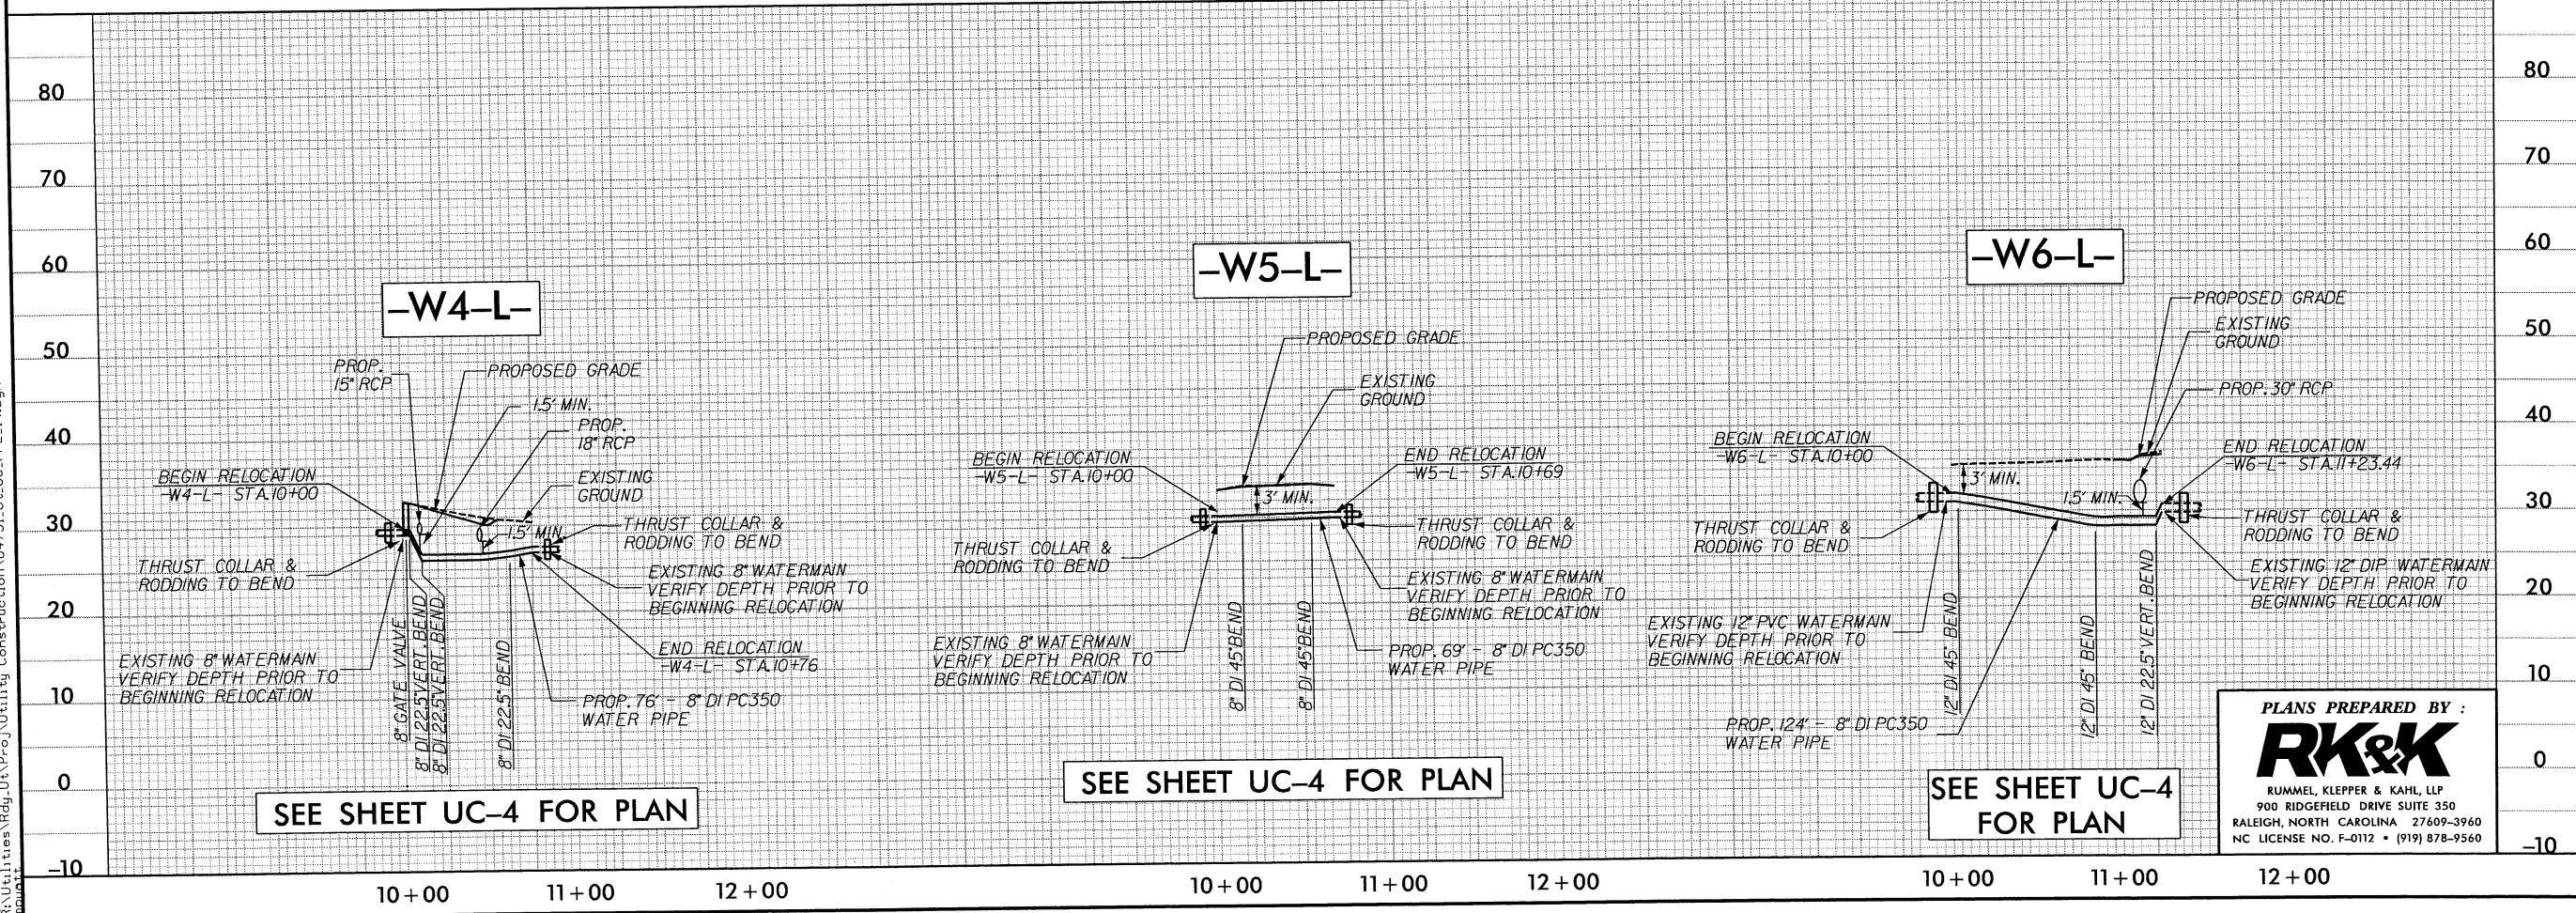 80
70
60
50
40
30
20
10
0
–10
–W4–L–
PROP.
15" RCP
PROPOSED GRADE
1.5' MIN.
PROP.
18" RCP
BEGIN RELOCATION
-W4-L- STA.10+00
EXISTING
GROUND
1.5' MIN.
THRUST COLLAR &
RODDING TO BEND
THRUST COLLAR &
RODDING TO BEND
EXISTING 8" WATERMAIN
VERIFY DEPTH PRIOR TO
BEGINNING RELOCATION
EXISTING 8" WATERMAIN
VERIFY DEPTH PRIOR TO
BEGINNING RELOCATION
8" GATE VALVE
8" DI 22.5° VERT. BEND
8" DI 22.5° VERT. BEND
8" DI 22.5° BEND
END RELOCATION
-W4-L- STA.10+76
PROP. 76' - 8" DI PC350
WATER PIPE
SEE SHEET UC–4 FOR PLAN
10+00
11+00
12+00
–W5–L–
PROPOSED GRADE
EXISTING
GROUND
BEGIN RELOCATION
-W5-L- STA.10+00
END RELOCATION
-W5-L- STA.10+69
3' MIN.
THRUST COLLAR &
RODDING TO BEND
THRUST COLLAR &
RODDING TO BEND
EXISTING 8" WATERMAIN
VERIFY DEPTH PRIOR TO
BEGINNING RELOCATION
EXISTING 8" WATERMAIN
VERIFY DEPTH PRIOR TO
BEGINNING RELOCATION
8" DI 45° BEND
8" DI 45° BEND
PROP. 69' - 8" DI PC350
WATER PIPE
SEE SHEET UC–4 FOR PLAN
10+00
11+00
12+00
–W6–L–
PROPOSED GRADE
EXISTING
GROUND
PROP. 30" RCP
BEGIN RELOCATION
-W6-L- STA.10+00
END RELOCATION
-W6-L- STA.11+23.44
3' MIN.
1.5' MIN.
THRUST COLLAR &
RODDING TO BEND
THRUST COLLAR &
RODDING TO BEND
EXISTING 12" DIP WATERMAIN
VERIFY DEPTH PRIOR TO
BEGINNING RELOCATION
EXISTING 12" PVC WATERMAIN
VERIFY DEPTH PRIOR TO
BEGINNING RELOCATION
12" DI 45° BEND
12" DI 45° BEND
12" DI 22.5° VERT. BEND
PROP. 124' - 8" DI PC350
WATER PIPE
SEE SHEET UC–4
FOR PLAN
10+00
11+00
12+00
80
70
60
50
40
30
20
10
0
–10
PLANS PREPARED BY :
RK&K
RUMMEL, KLEPPER & KAHL, LLP
900 RIDGEFIELD DRIVE SUITE 350
RALEIGH, NORTH CAROLINA 27609–3960
NC LICENSE NO. F–0112 • (919) 878–9560